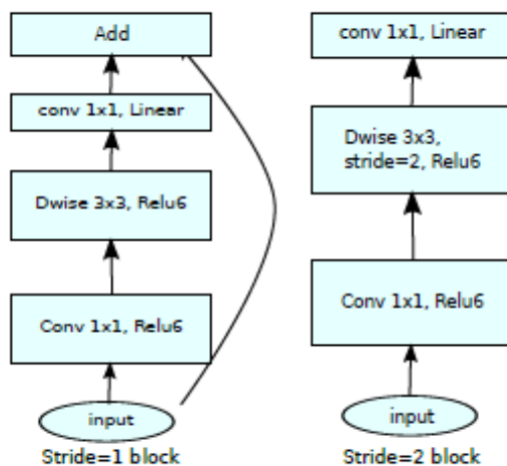 Add
conv 1x1, Linear
Dwise 3x3, Relu6
Conv 1x1, Relu6
input
Stride=1 block
conv 1x1, Linear
Dwise 3x3,
stride=2, Relu6
Conv 1x1, Relu6
input
Stride=2 block